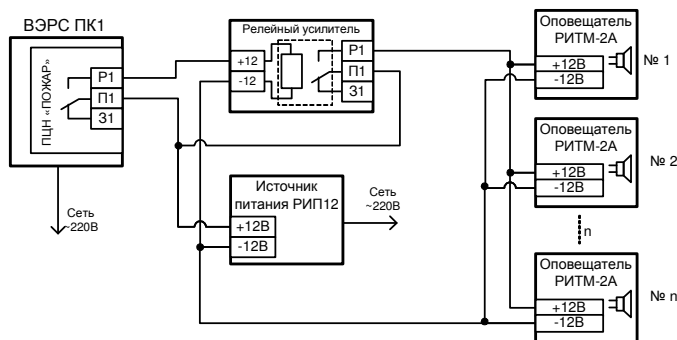 ВЭРС ПК1
ПЦН «ПОЖАР»
Р1
П1
З1
Сеть
~220В
Релейный усилитель
+12
-12
Р1
П1
З1
Источник
питания РИП12
+12В
-12В
Сеть
~220В
Оповещатель
РИТМ-2А
+12В
-12В
№ 1
Оповещатель
РИТМ-2А
+12В
-12В
№ 2
n
Оповещатель
РИТМ-2А
+12В
-12В
№ n